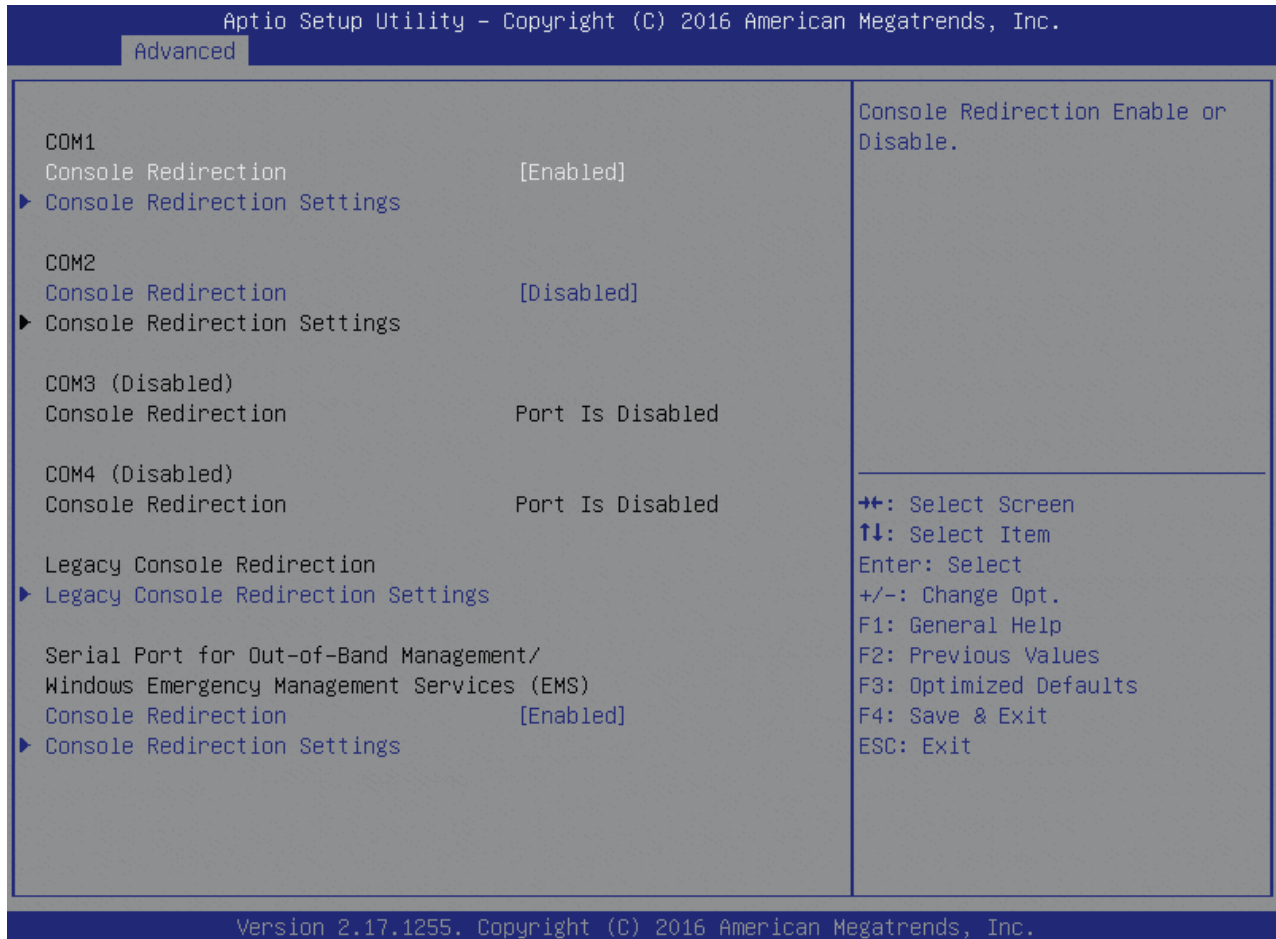 Aptio Setup Utility – Copyright (C) 2016 American Megatrends, Inc.
Advanced
COM1
Console Redirection [Enabled]
▶ Console Redirection Settings
COM2
Console Redirection [Disabled]
▶ Console Redirection Settings
COM3 (Disabled)
Console Redirection Port Is Disabled
COM4 (Disabled)
Console Redirection Port Is Disabled
Legacy Console Redirection
▶ Legacy Console Redirection Settings
Serial Port for Out-of-Band Management/
Windows Emergency Management Services (EMS)
Console Redirection [Enabled]
▶ Console Redirection Settings
Console Redirection Enable or
Disable.
→←: Select Screen
↑↓: Select Item
Enter: Select
+/-: Change Opt.
F1: General Help
F2: Previous Values
F3: Optimized Defaults
F4: Save & Exit
ESC: Exit
Version 2.17.1255. Copyright (C) 2016 American Megatrends, Inc.